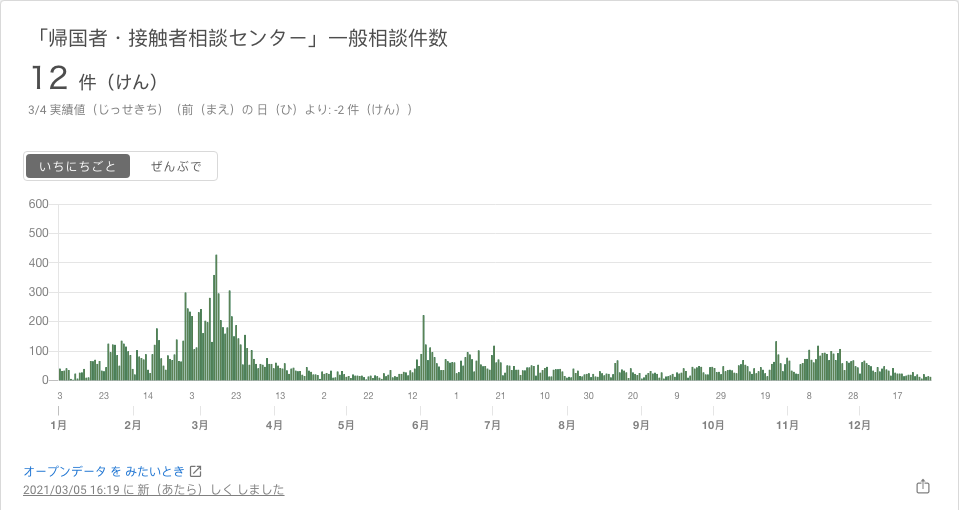 「帰国者・接触者相談センター」一般相談件数
12 件（けん）
3/4 実績値（じっせきち）（前（まえ）の 日（ひ）より: -2 件（けん））
いちにちごと ぜんぶで
600
500
400
300
200
100
0
3 23 14 3 23 13 2 22 12 1 21 10 30 20 9 29 19 8 28 17
1月 2月 3月 4月 5月 6月 7月 8月 9月 10月 11月 12月
オープンデータ を みたいとき
2021/03/05 16:19 に 新（あたら）しく しました